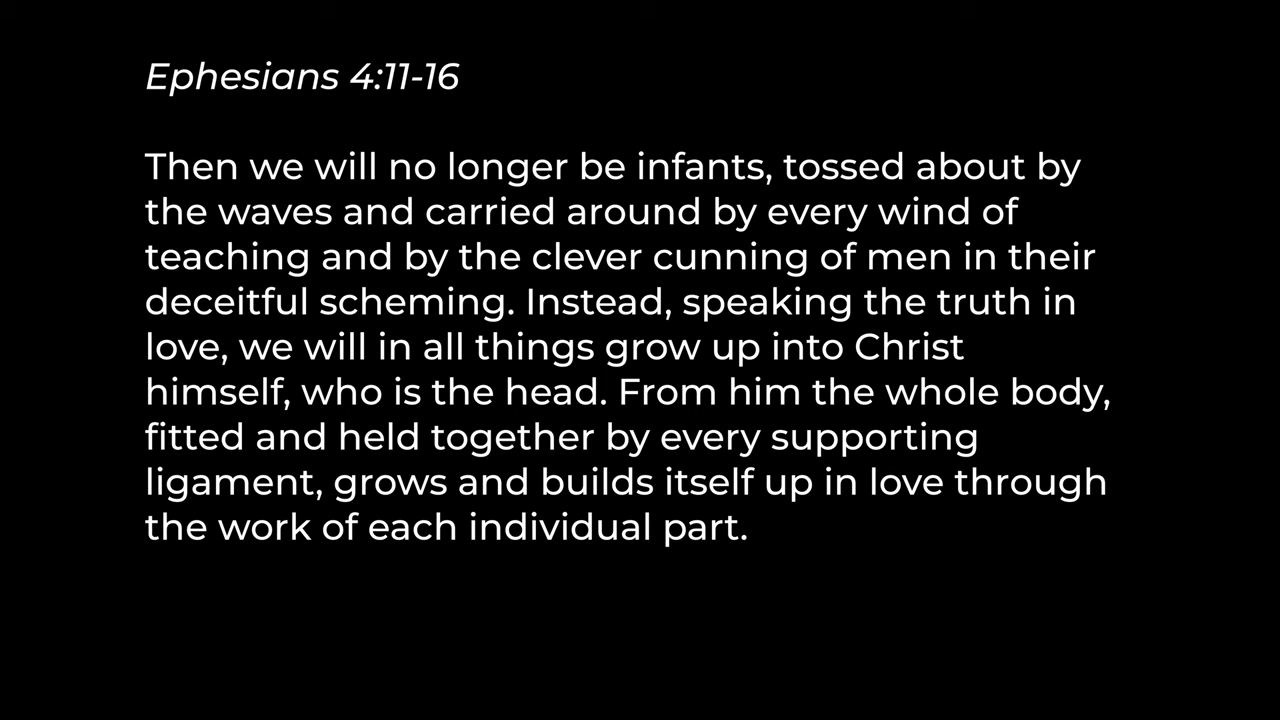 Ephesians 4:11-16
Then we will no longer be infants, tossed about by
the waves and carried around by every wind of
teaching and by the clever cunning of men in their
deceitful scheming. Instead, speaking the truth in
love, we will in all things grow up into Christ
himself, who is the head. From him the whole body,
fitted and held together by every supporting
ligament, grows and builds itself up in love through
the work of each individual part.